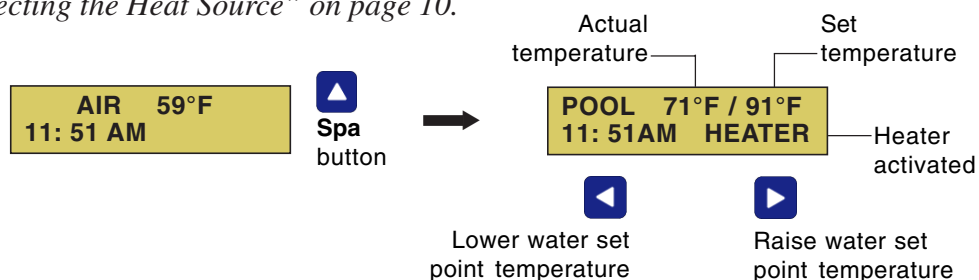 ecting the Heat Source” on page 10.
Actual
temperature
Set
temperature
AIR 59°F
11: 51 AM
Spa
button
POOL 71°F / 91°F
11: 51AM HEATER
Heater
activated
Lower water set
point temperature
Raise water set
point temperature